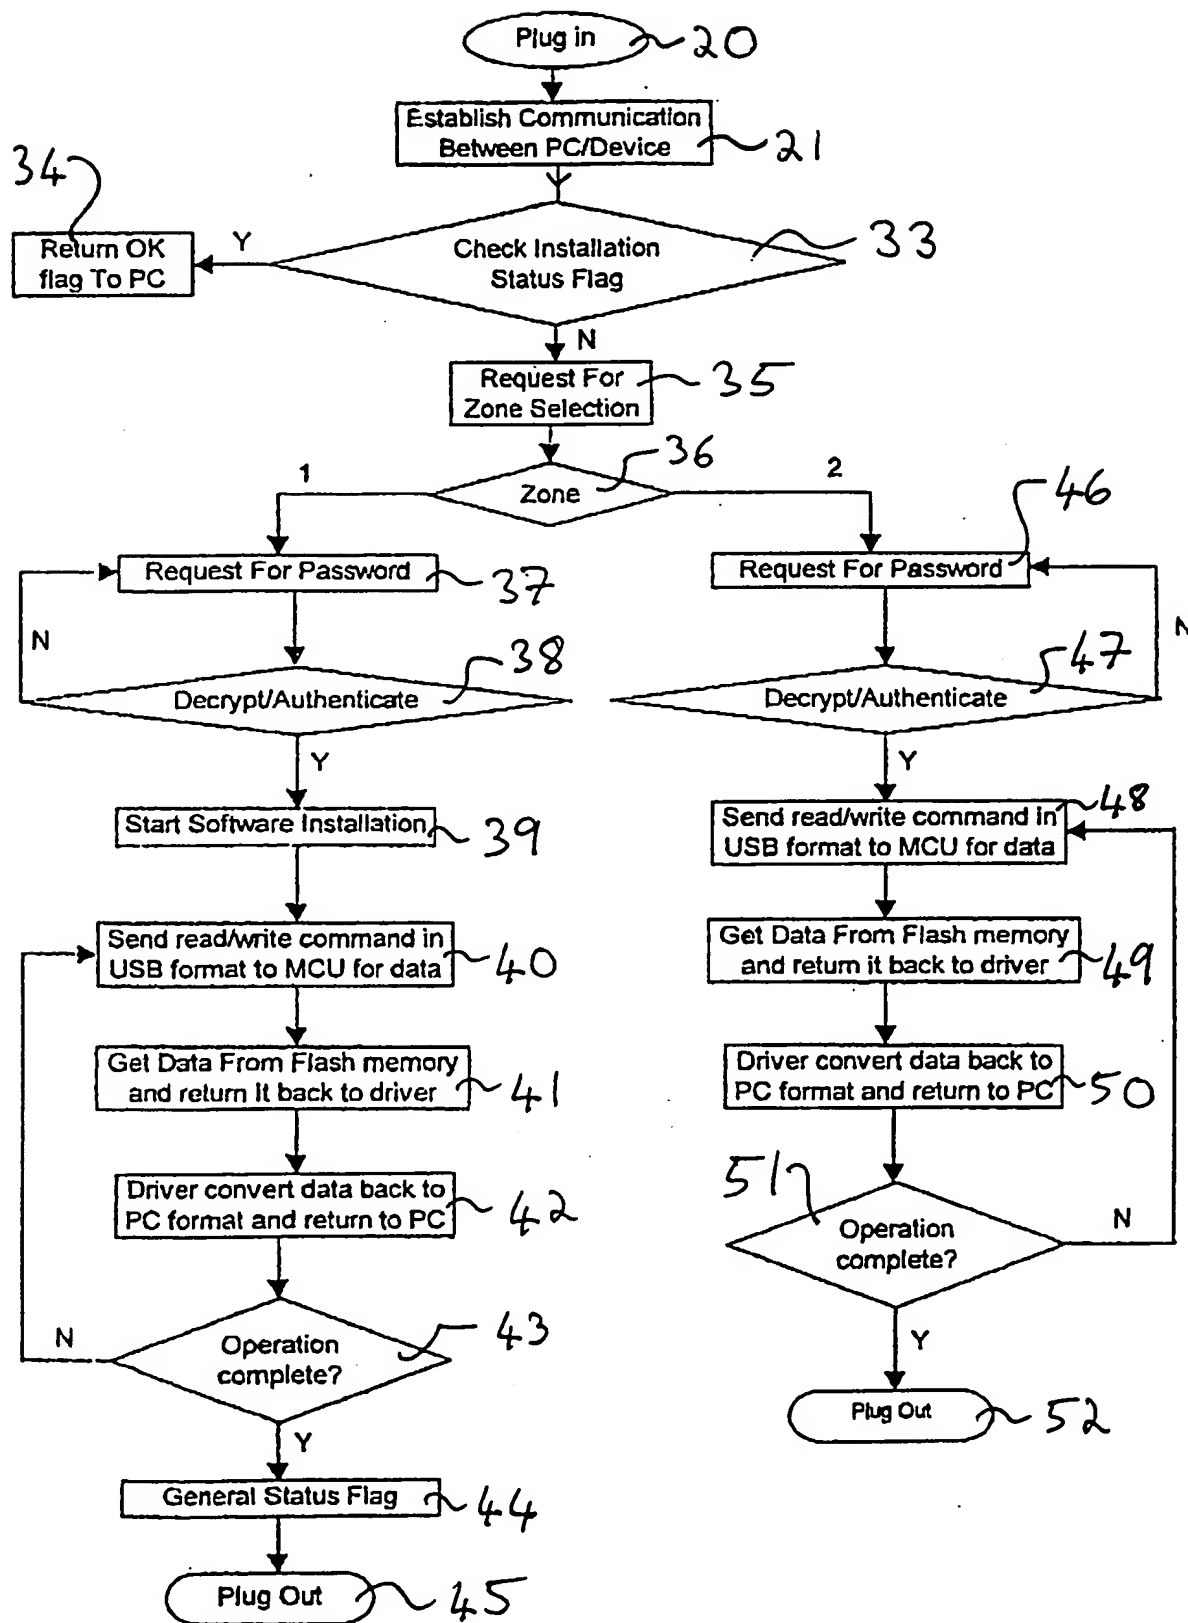 Plug in
20
Establish Communication
Between PC/Device
21
34
Return OK
flag To PC
Y
Check Installation
Status Flag
33
N
Request For
Zone Selection
35
1
Zone
36
2
Request For Password
37
Request For Password
46
N
Decrypt/Authenticate
38
Decrypt/Authenticate
47
N
Y
Y
Start Software Installation
39
Send read/write command in
USB format to MCU for data
48
Send read/write command in
USB format to MCU for data
40
Get Data From Flash memory
and return it back to driver
49
Get Data From Flash memory
and return it back to driver
41
Driver convert data back to
PC format and return to PC
50
Driver convert data back to
PC format and return to PC
42
51
Operation
complete?
N
N
Operation
complete?
43
Y
Plug Out
52
Y
General Status Flag
44
Plug Out
45